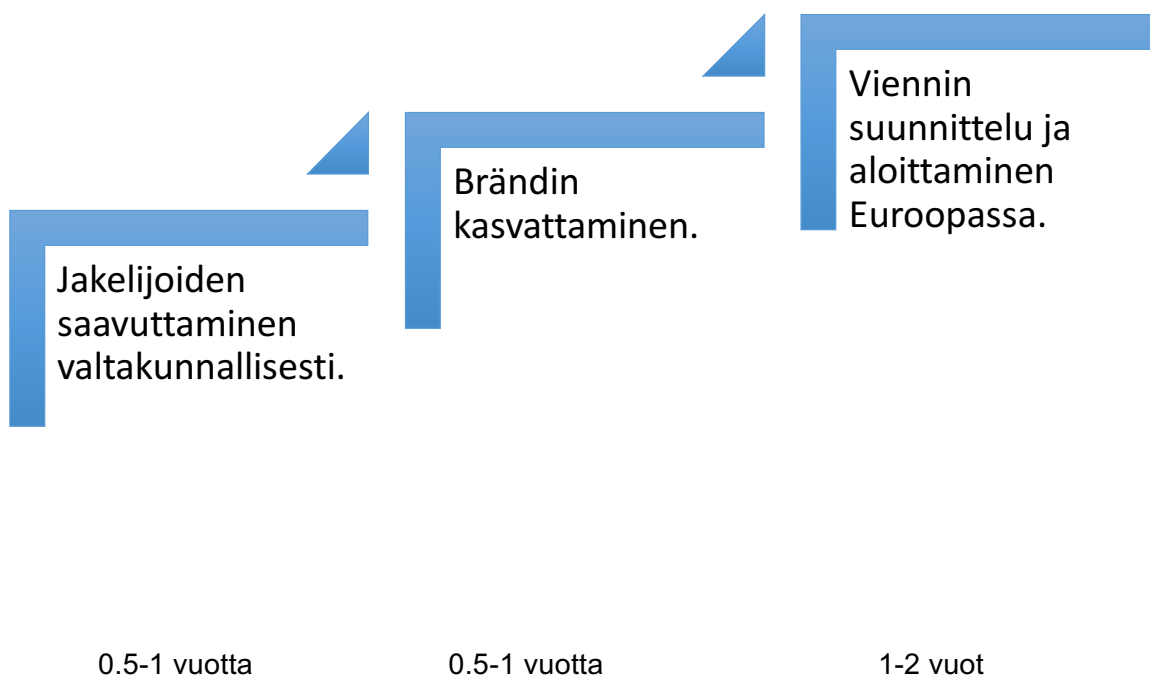 Jakelijoiden
saavuttaminen
valtakunnallisesti.
Brändin
kasvattaminen.
Viennin
suunnittelu ja
aloittaminen
Euroopassa.
0.5-1 vuotta
0.5-1 vuotta
1-2 vuot